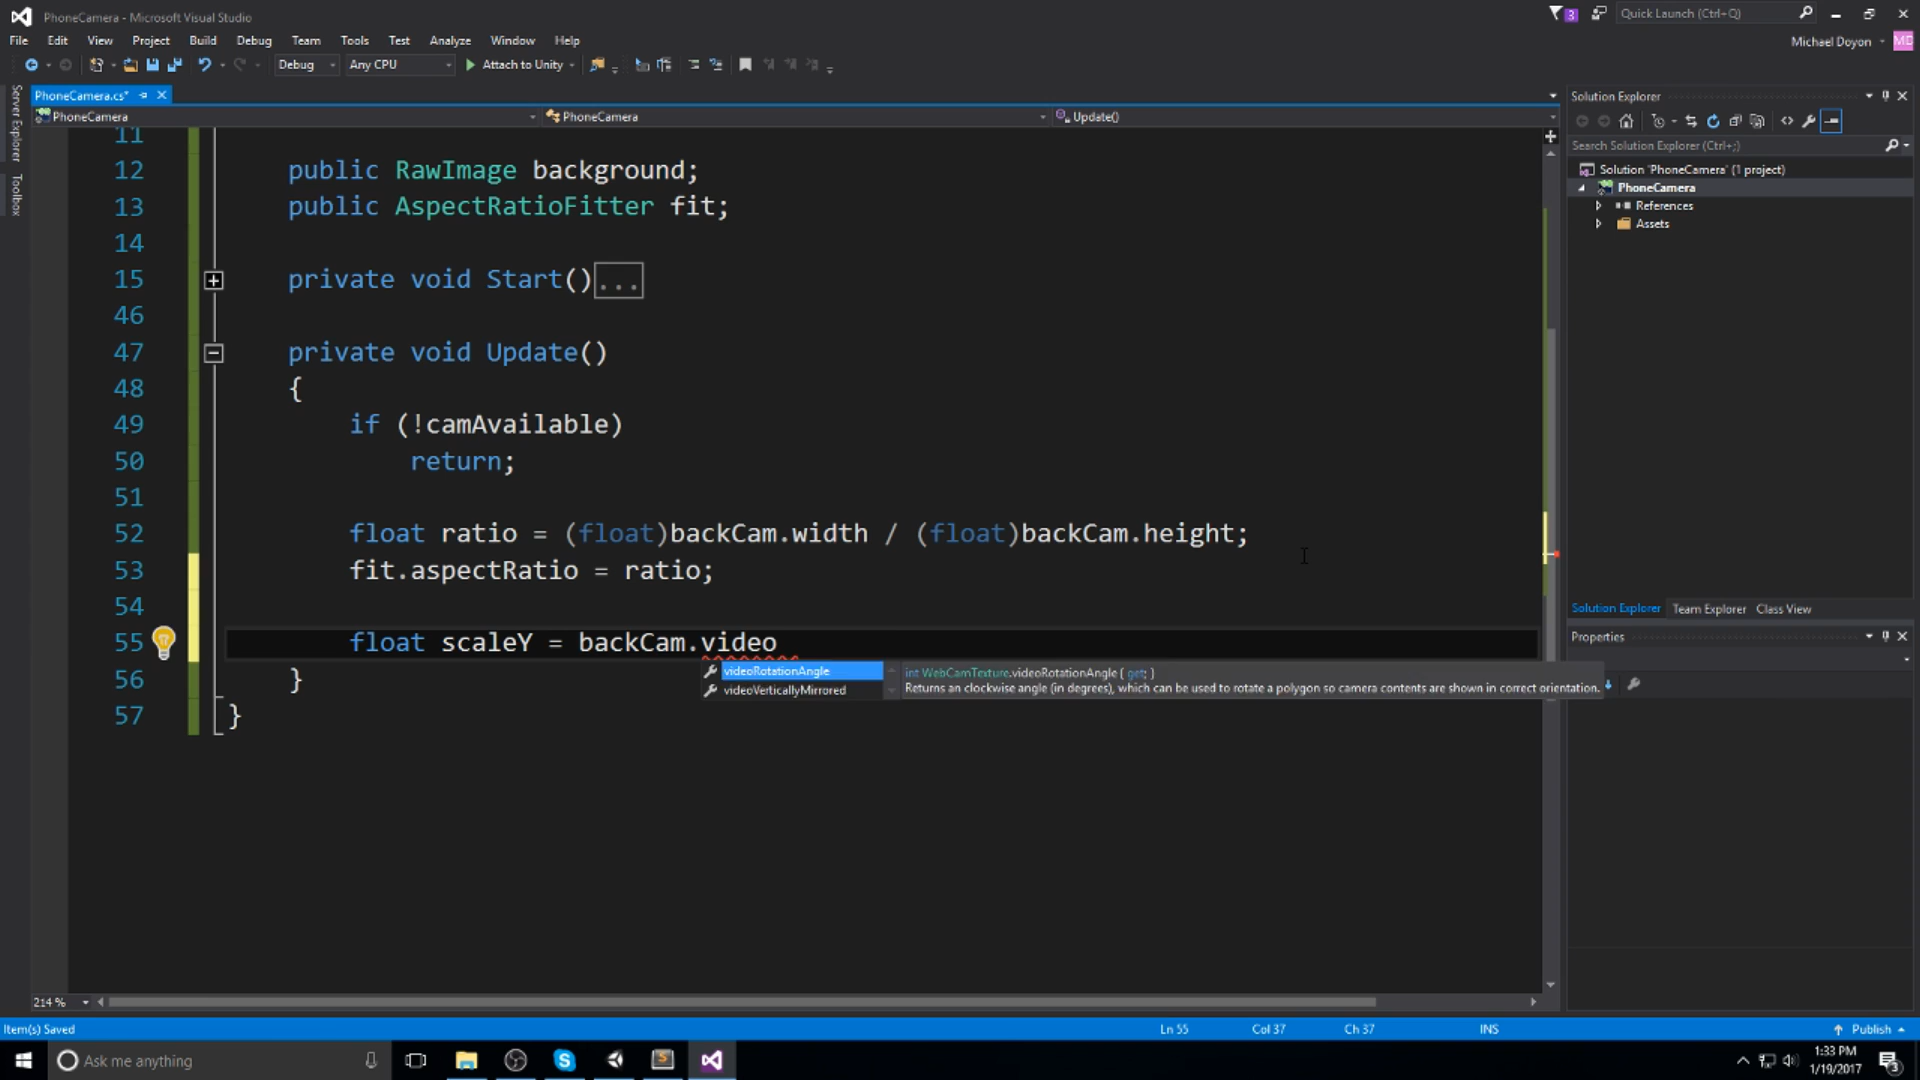 PhoneCamera - Microsoft Visual Studio
3
Quick Launch (Ctrl+Q)
File Edit View Project Build Debug Team Tools Test Analyze Window Help
Michael Doyon
MD
Debug Any CPU Attach to Unity
Server Explorer
Toolbox
PhoneCamera.cs*
PhoneCamera PhoneCamera Update()
11
12 public RawImage background;
13 public AspectRatioFitter fit;
14
15 private void Start()...
46
47 private void Update()
48 {
49 if (!camAvailable)
50 return;
51
52 float ratio = (float)backCam.width / (float)backCam.height;
53 fit.aspectRatio = ratio;
54
55 float scaleY = backCam.video
56 }
57 }
videoRotationAngle
videoVerticallyMirrored
int WebCamTexture.videoRotationAngle { get; }
Returns an clockwise angle (in degrees), which can be used to rotate a polygon so camera contents are shown in correct orientation.
Solution Explorer
Search Solution Explorer (Ctrl+;)
Solution 'PhoneCamera' (1 project)
PhoneCamera
References
Assets
Solution Explorer Team Explorer Class View
Properties
214 %
Item(s) Saved
Ln 55 Col 37 Ch 37 INS
Publish
Ask me anything
1:33 PM
1/19/2017
3